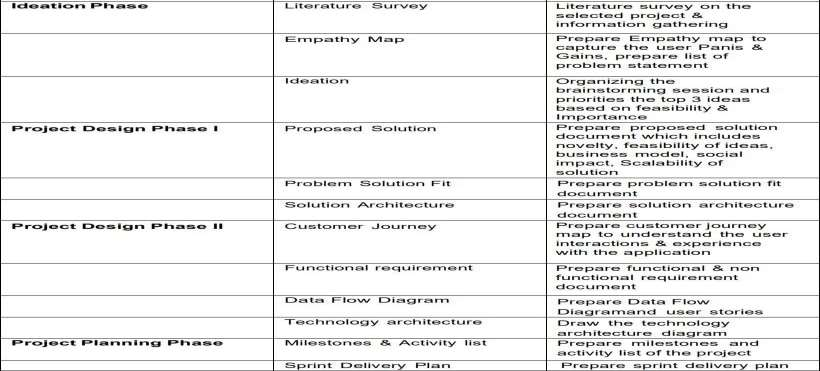 Ideation Phase Literature Survey Literature survey on the
selected project &
information gathering
Empathy Map Prepare Empathy map to
capture the user Panis &
Gains, prepare list of
problem statement
Ideation Organizing the
brainstorming session and
priorities the top 3 ideas
based on feasibility &
Importance
Project Design Phase I Proposed Solution Prepare proposed solution
document which includes
novelty, feasibility of ideas,
business model, social
impact, Scalability of
solution
Problem Solution Fit Prepare problem solution fit
document
Solution Architecture Prepare solution architecture
document
Project Design Phase II Customer Journey Prepare customer journey
map to understand the user
interactions & experience
with the application
Functional requirement Prepare functional & non
functional requirement
document
Data Flow Diagram Prepare Data Flow
Diagramand user stories
Technology architecture Draw the technology
architecture diagram
Project Planning Phase Milestones & Activity list Prepare milestones and
activity list of the project
Sprint Delivery Plan Prepare sprint delivery plan